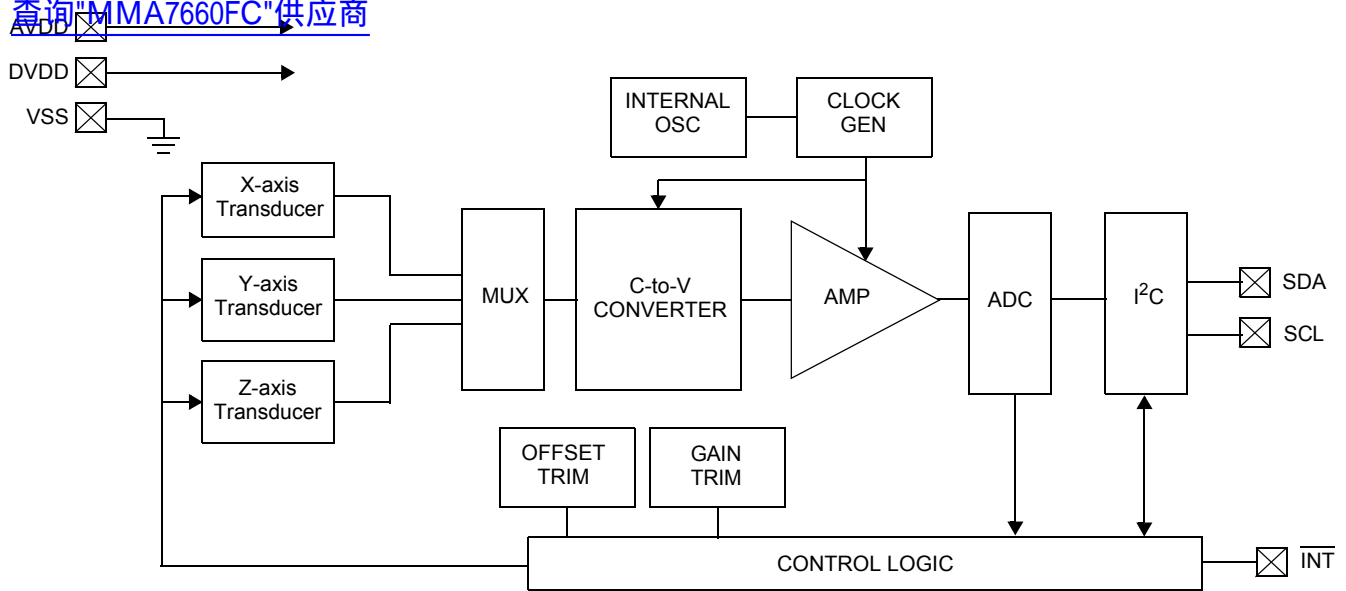 查询"MMA7660FC"供应商
AVDD
DVDD
VSS
INTERNAL
OSC
CLOCK
GEN
X-axis
Transducer
Y-axis
Transducer
Z-axis
Transducer
MUX
C-to-V
CONVERTER
AMP
ADC
I²C
SDA
SCL
OFFSET
TRIM
GAIN
TRIM
CONTROL LOGIC
INT